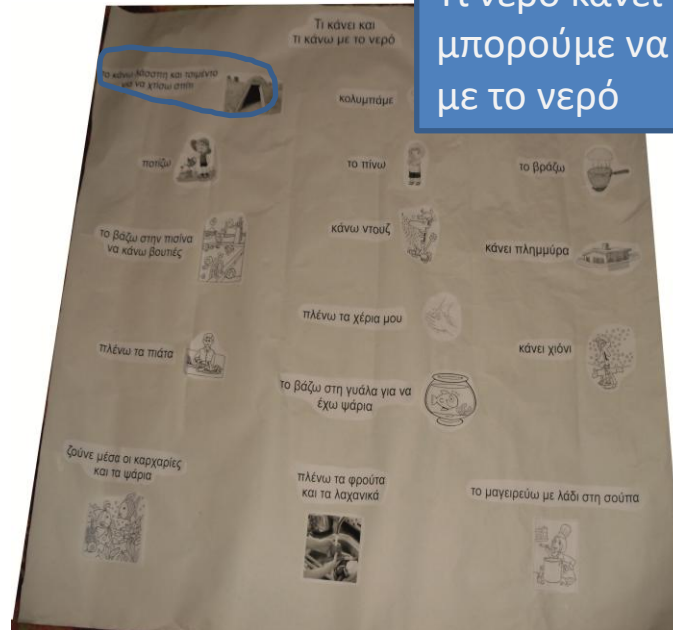 Τι νερό κάνει
μπορούμε να
με το νερό
Τι κάνει και
τι κάνω με το νερό
το κάνω λάσπη και τσιμέντο
για να χτίσω σπίτι
κολυμπάμε
ποτίζω
το πίνω
το βράζω
το βάζω στην πισίνα
να κάνω βουτιές
κάνω ντουζ
κάνει πλημμύρα
πλένω τα χέρια μου
πλένω τα πιάτα
κάνει χιόνι
το βάζω στη γυάλα για να
έχω ψάρια
ζούνε μέσα οι καρχαρίες
και τα ψάρια
πλένω τα φρούτα
και τα λαχανικά
το μαγειρεύω με λάδι στη σούπα